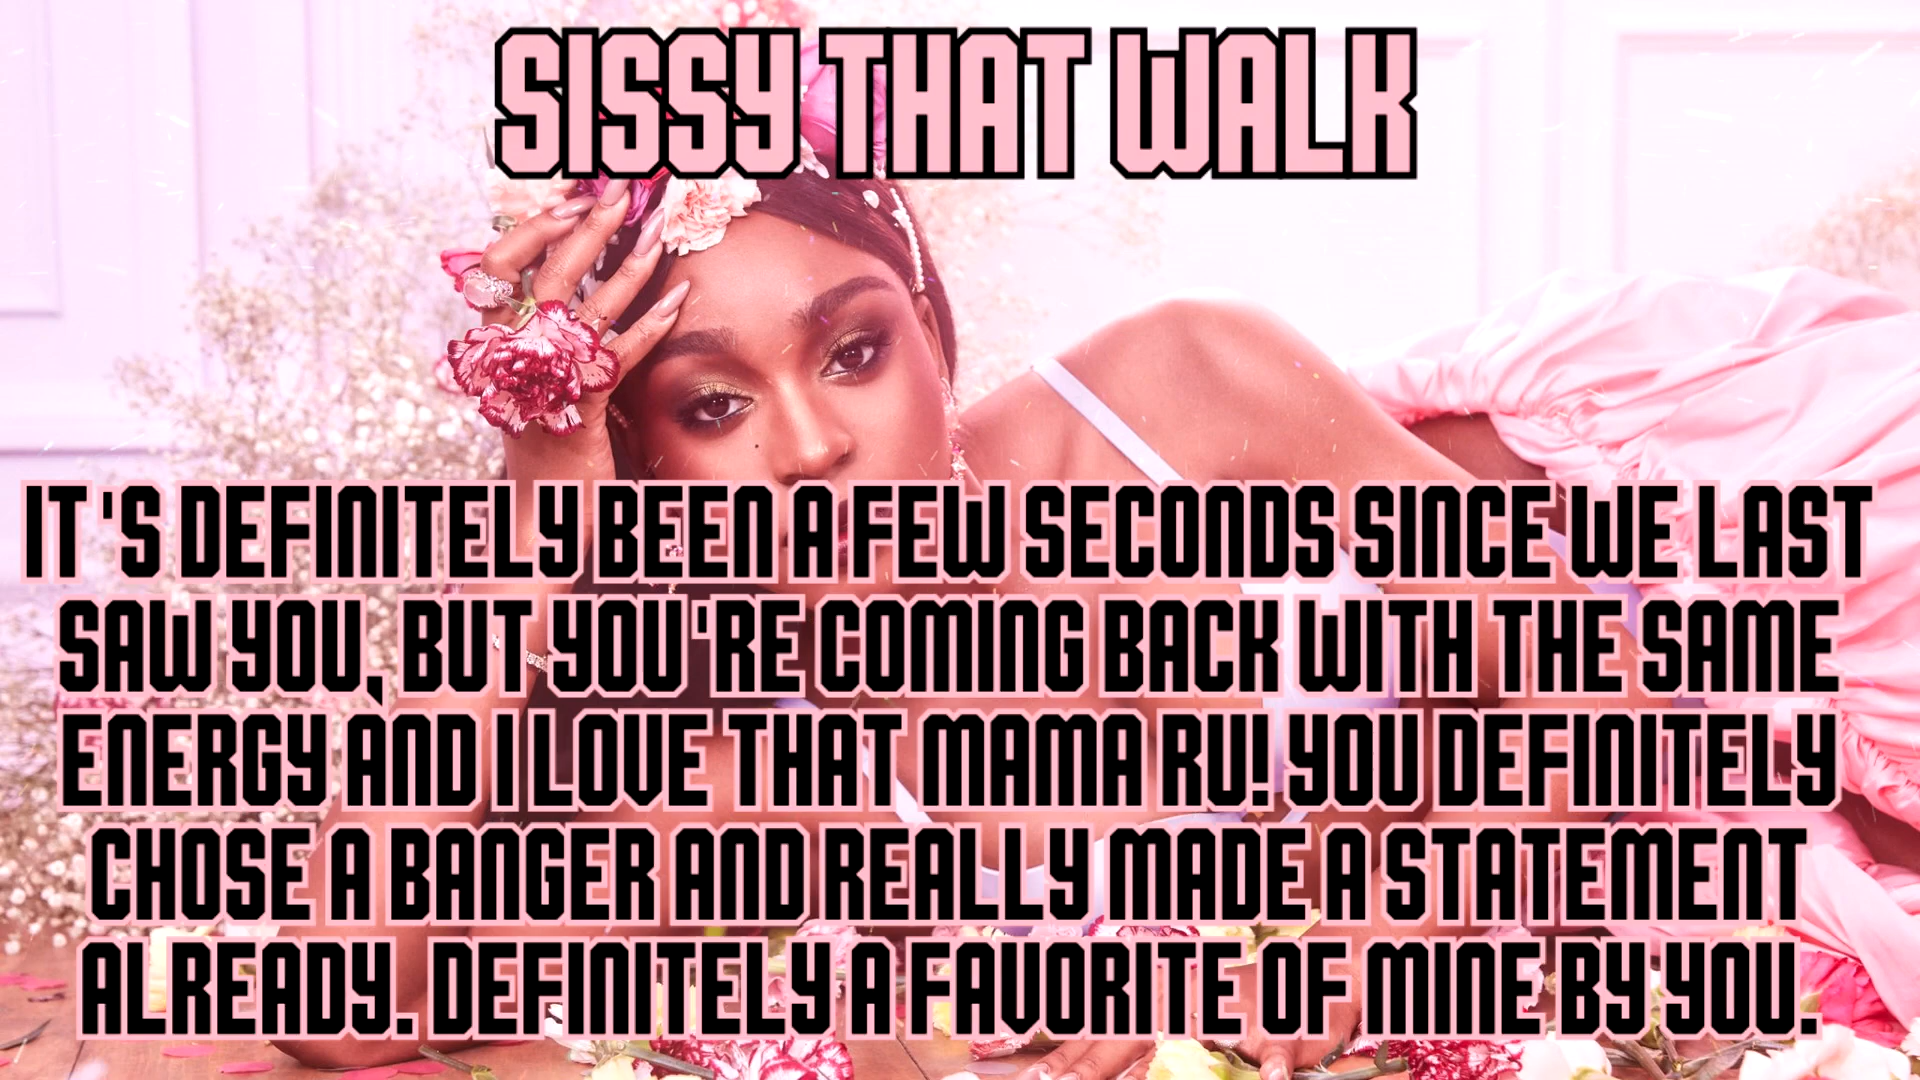 SISSY THAT WALK
IT'S DEFINITELY BEEN A FEW SECONDS SINCE WE LAST
SAW YOU, BUT YOU'RE COMING BACK WITH THE SAME
ENERGY AND I LOVE THAT MAMA RU! YOU DEFINITELY
CHOSE A BANGER AND REALLY MADE A STATEMENT
ALREADY. DEFINITELY A FAVORITE OF MINE BY YOU.